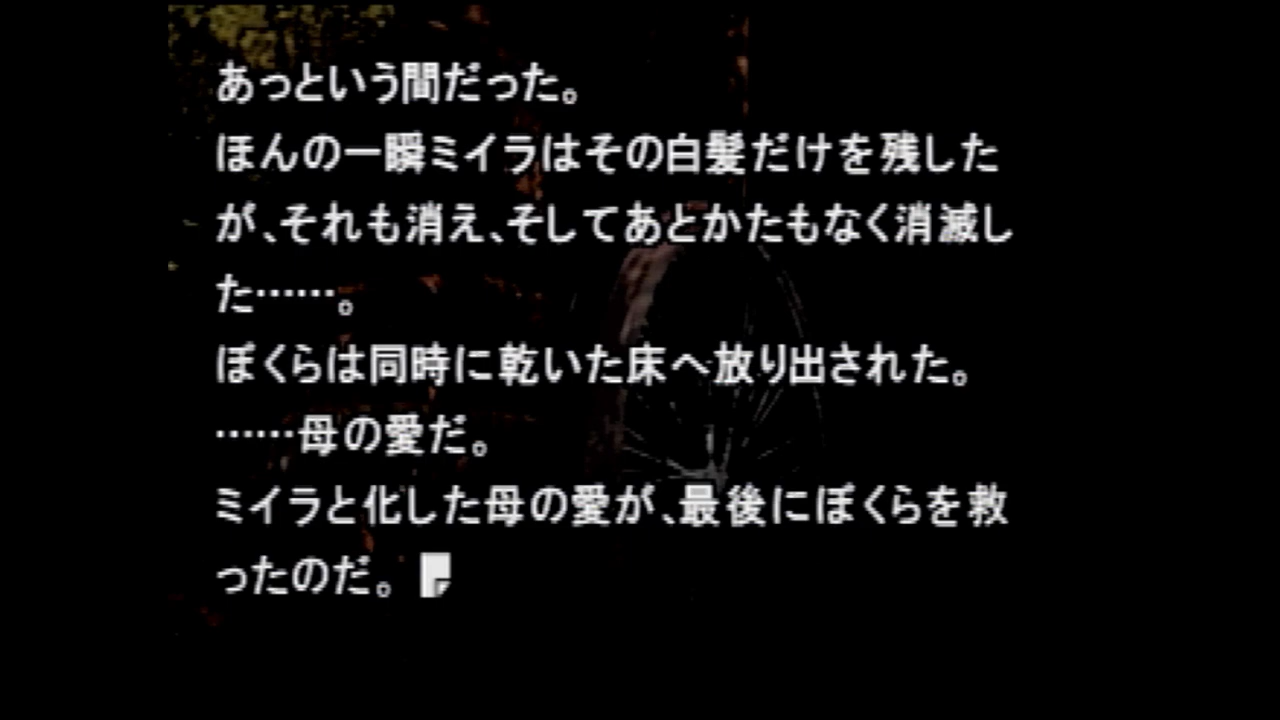 あっという間だった。
ほんの一瞬ミイラはその白髪だけを残した
が、それも消え、そしてあとかたもなく消滅し
た……。
ぼくらは同時に乾いた床へ放り出された。
……母の愛だ。
ミイラと化した母の愛が、最後にぼくらを救
ったのだ。